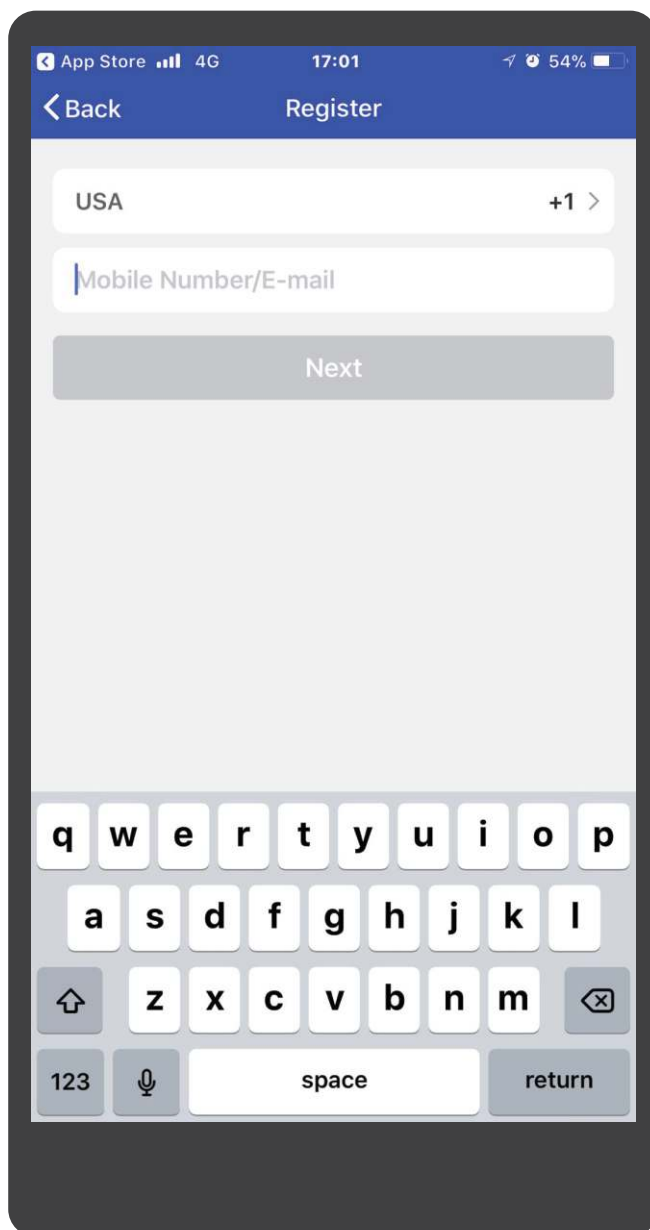 App Store 4G 17:01 54%
Back Register
USA +1
Mobile Number/E-mail
Next
q w e r t y u i o p
a s d f g h j k l
z x c v b n m
123 space return